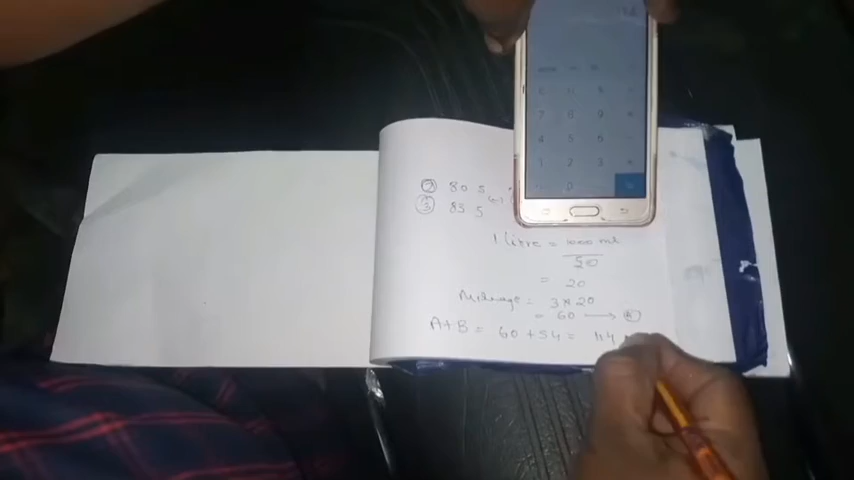 ② 80 5
③ 83 5
1 litre = 1000 ml
50
= 20
Mileage = 3 × 20
= 60 → Ⓐ
A+B = 60 + 54 = 114